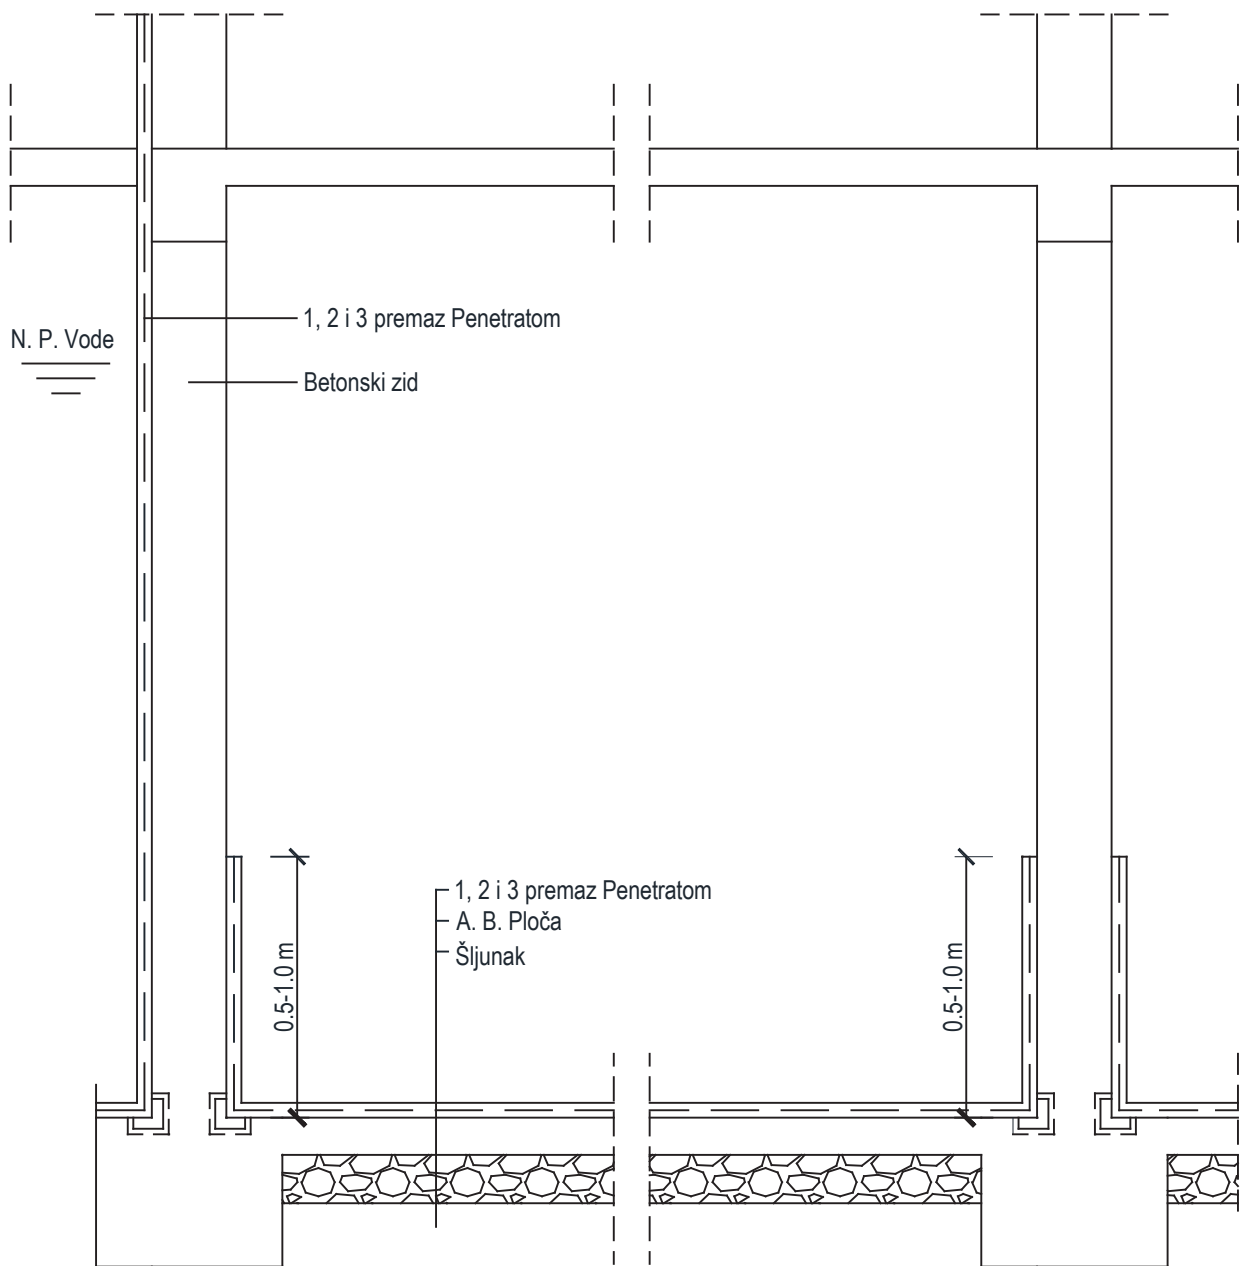 1, 2 i 3 premaz Penetratom
N. P. Vode
Betonski zid
1, 2 i 3 premaz Penetratom
A. B. Ploča
Šljunak
0.5-1.0 m
0.5-1.0 m